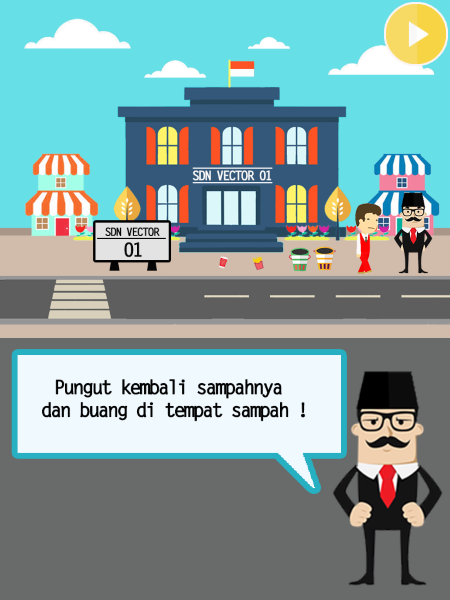 SDN VECTOR 01
SDN VECTOR
01
Pungut kembali sampahnya
dan buang di tempat sampah !